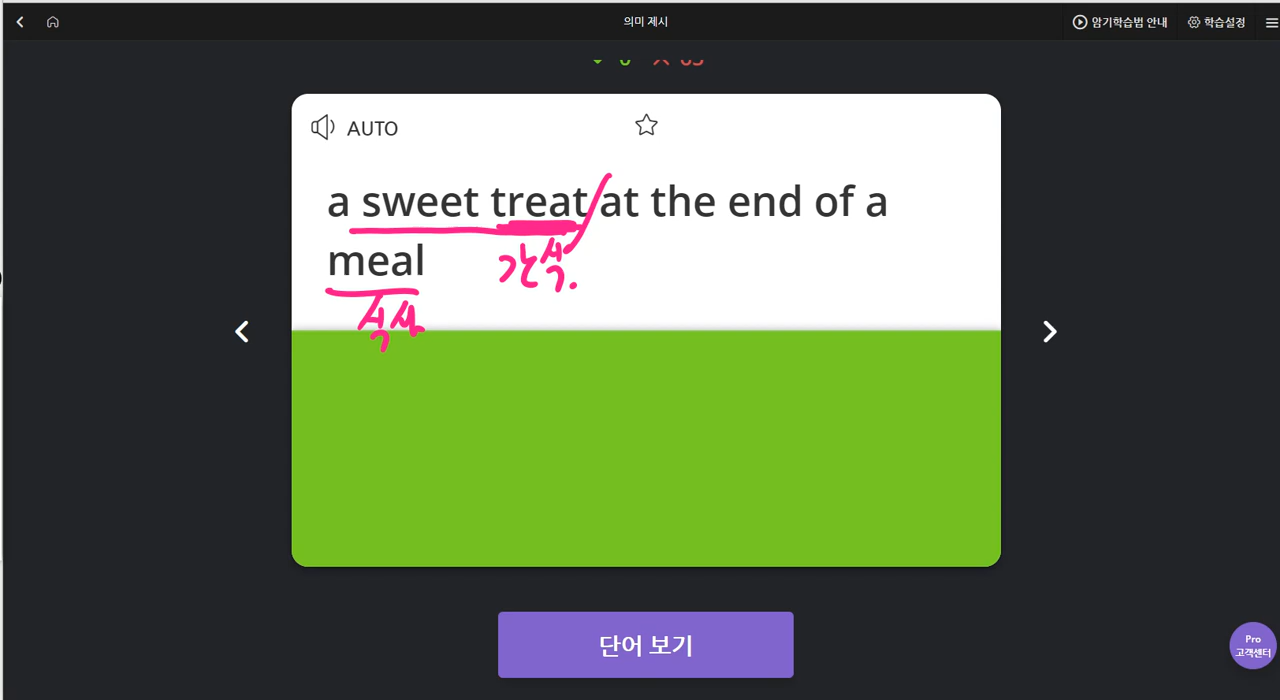 의미 제시
암기학습법 안내
학습설정
AUTO
a sweet treat at the end of a
meal
간식.
식사
단어 보기
Pro
고객센터